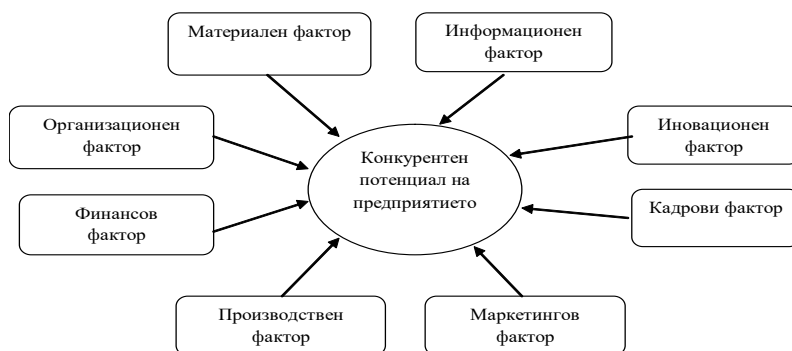 Материален фактор
Информационен
фактор
Организационен
фактор
Иновационен
фактор
Конкурентен
потенциал на
предприятието
Финансов
фактор
Кадрови фактор
Производствен
фактор
Маркетингов
фактор